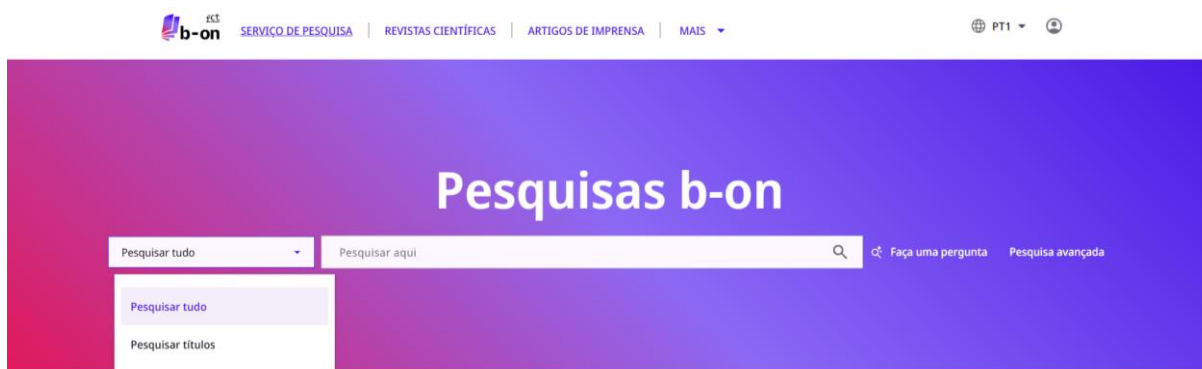 fct
b-on
SERVIÇO DE PESQUISA | REVISTAS CIENTÍFICAS | ARTIGOS DE IMPRENSA | MAIS
PT1
Pesquisas b-on
Pesquisar tudo
Pesquisar aqui
Faça uma pergunta
Pesquisa avançada
Pesquisar tudo
Pesquisar títulos